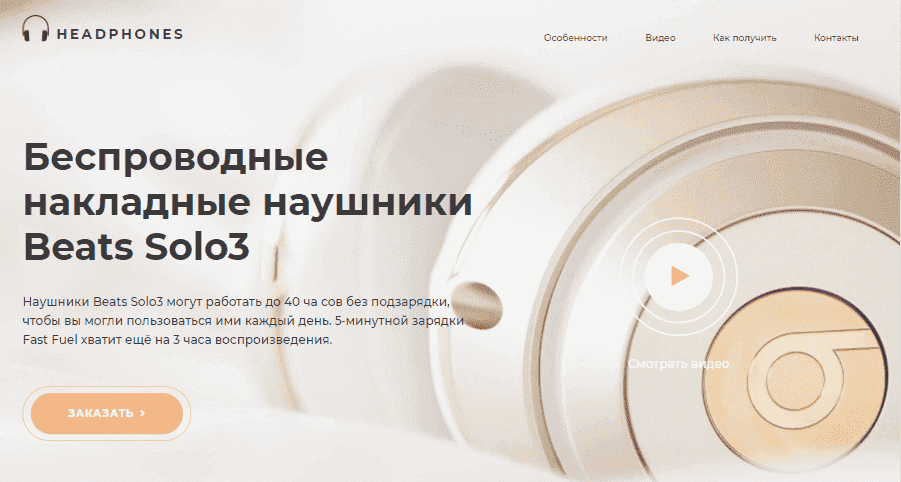 HEADPHONES
Особенности Видео Как получить Контакты
Беспроводные
накладные наушники
Beats Solo3
Наушники Beats Solo3 могут работать до 40 ча сов без подзарядки,
чтобы вы могли пользоваться ими каждый день. 5-минутной зарядки
Fast Fuel хватит ещё на 3 часа воспроизведения.
Смотреть видео
ЗАКАЗАТЬ >